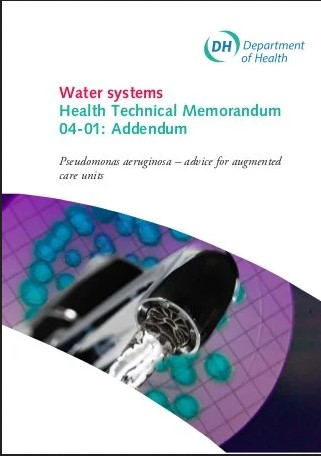 DH Department
of Health
Water systems
Health Technical Memorandum
04-01: Addendum
Pseudomonas aeruginosa – advice for augmented
care units